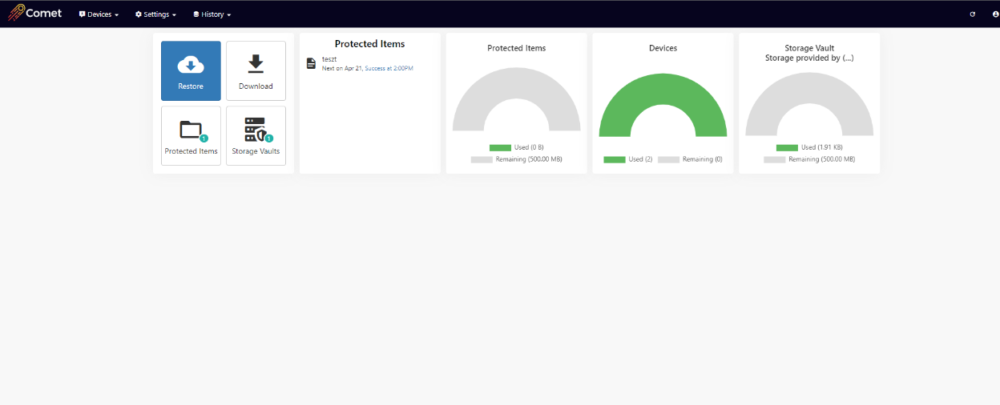 Comet
Devices
Settings
History
Restore
Download
Protected Items
1
Storage Vaults
1
Protected Items
teszt
Next on Apr 21, Success at 2:00PM
Protected Items
Used (0 B)
Remaining (500.00 MB)
Devices
Used (2) Remaining (0)
Storage Vault
Storage provided by (...)
Used (1.91 KB)
Remaining (500.00 MB)